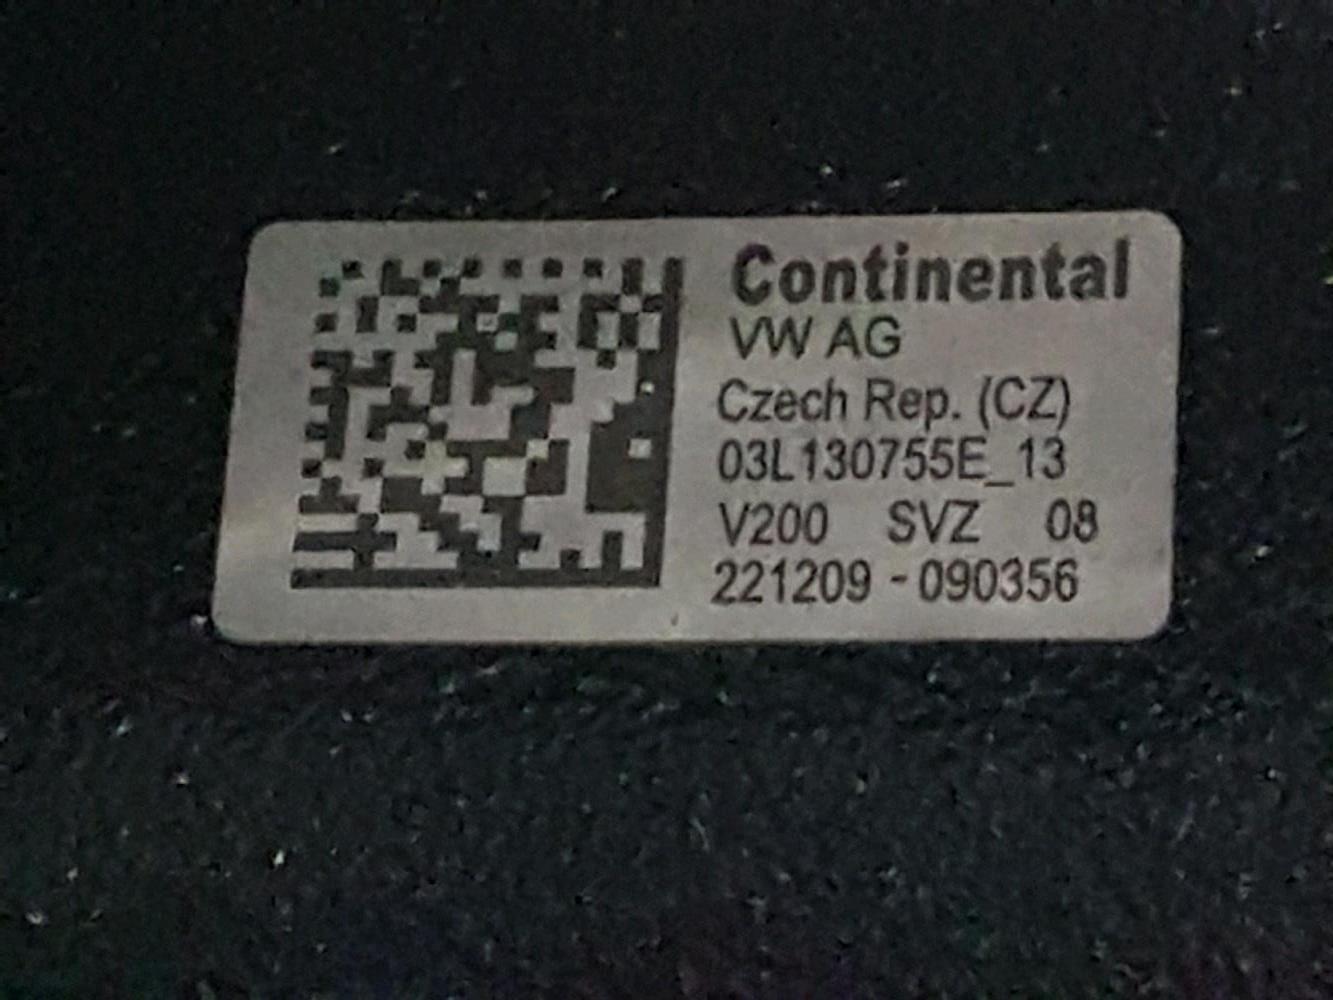 Continental
VW AG
Czech Rep. (CZ)
03L130755E_13
V200 SVZ 08
221209 - 090356